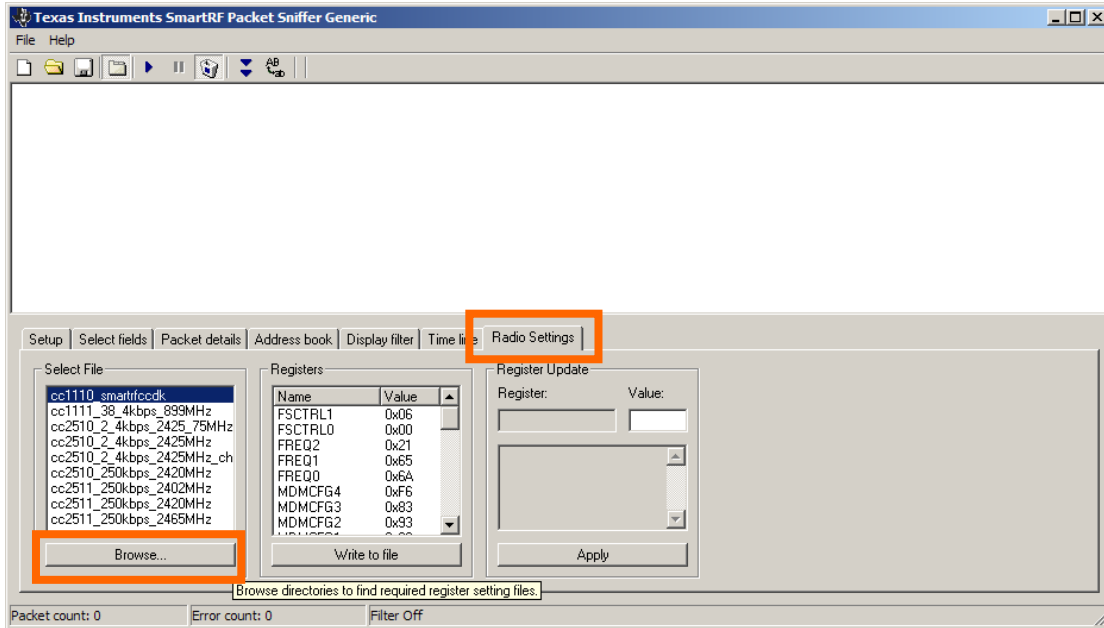 Texas Instruments SmartRF Packet Sniffer Generic
File Help
AB
ab
Setup Select fields Packet details Address book Display filter Time line Radio Settings
Select File
cc1110_smartrfccdk
cc1111_38_4kbps_899MHz
cc2510_2_4kbps_2425_75MHz
cc2510_2_4kbps_2425MHz
cc2510_2_4kbps_2425MHz_ch
cc2510_250kbps_2420MHz
cc2511_250kbps_2402MHz
cc2511_250kbps_2420MHz
cc2511_250kbps_2465MHz
Browse...
Registers
Name Value
FSCTRL1 0x06
FSCTRL0 0x00
FREQ2 0x21
FREQ1 0x65
FREQ0 0x6A
MDMCFG4 0xF6
MDMCFG3 0x83
MDMCFG2 0x93
Write to file
Register Update
Register: Value:
Apply
Browse directories to find required register setting files.
Packet count: 0 Error count: 0 Filter Off